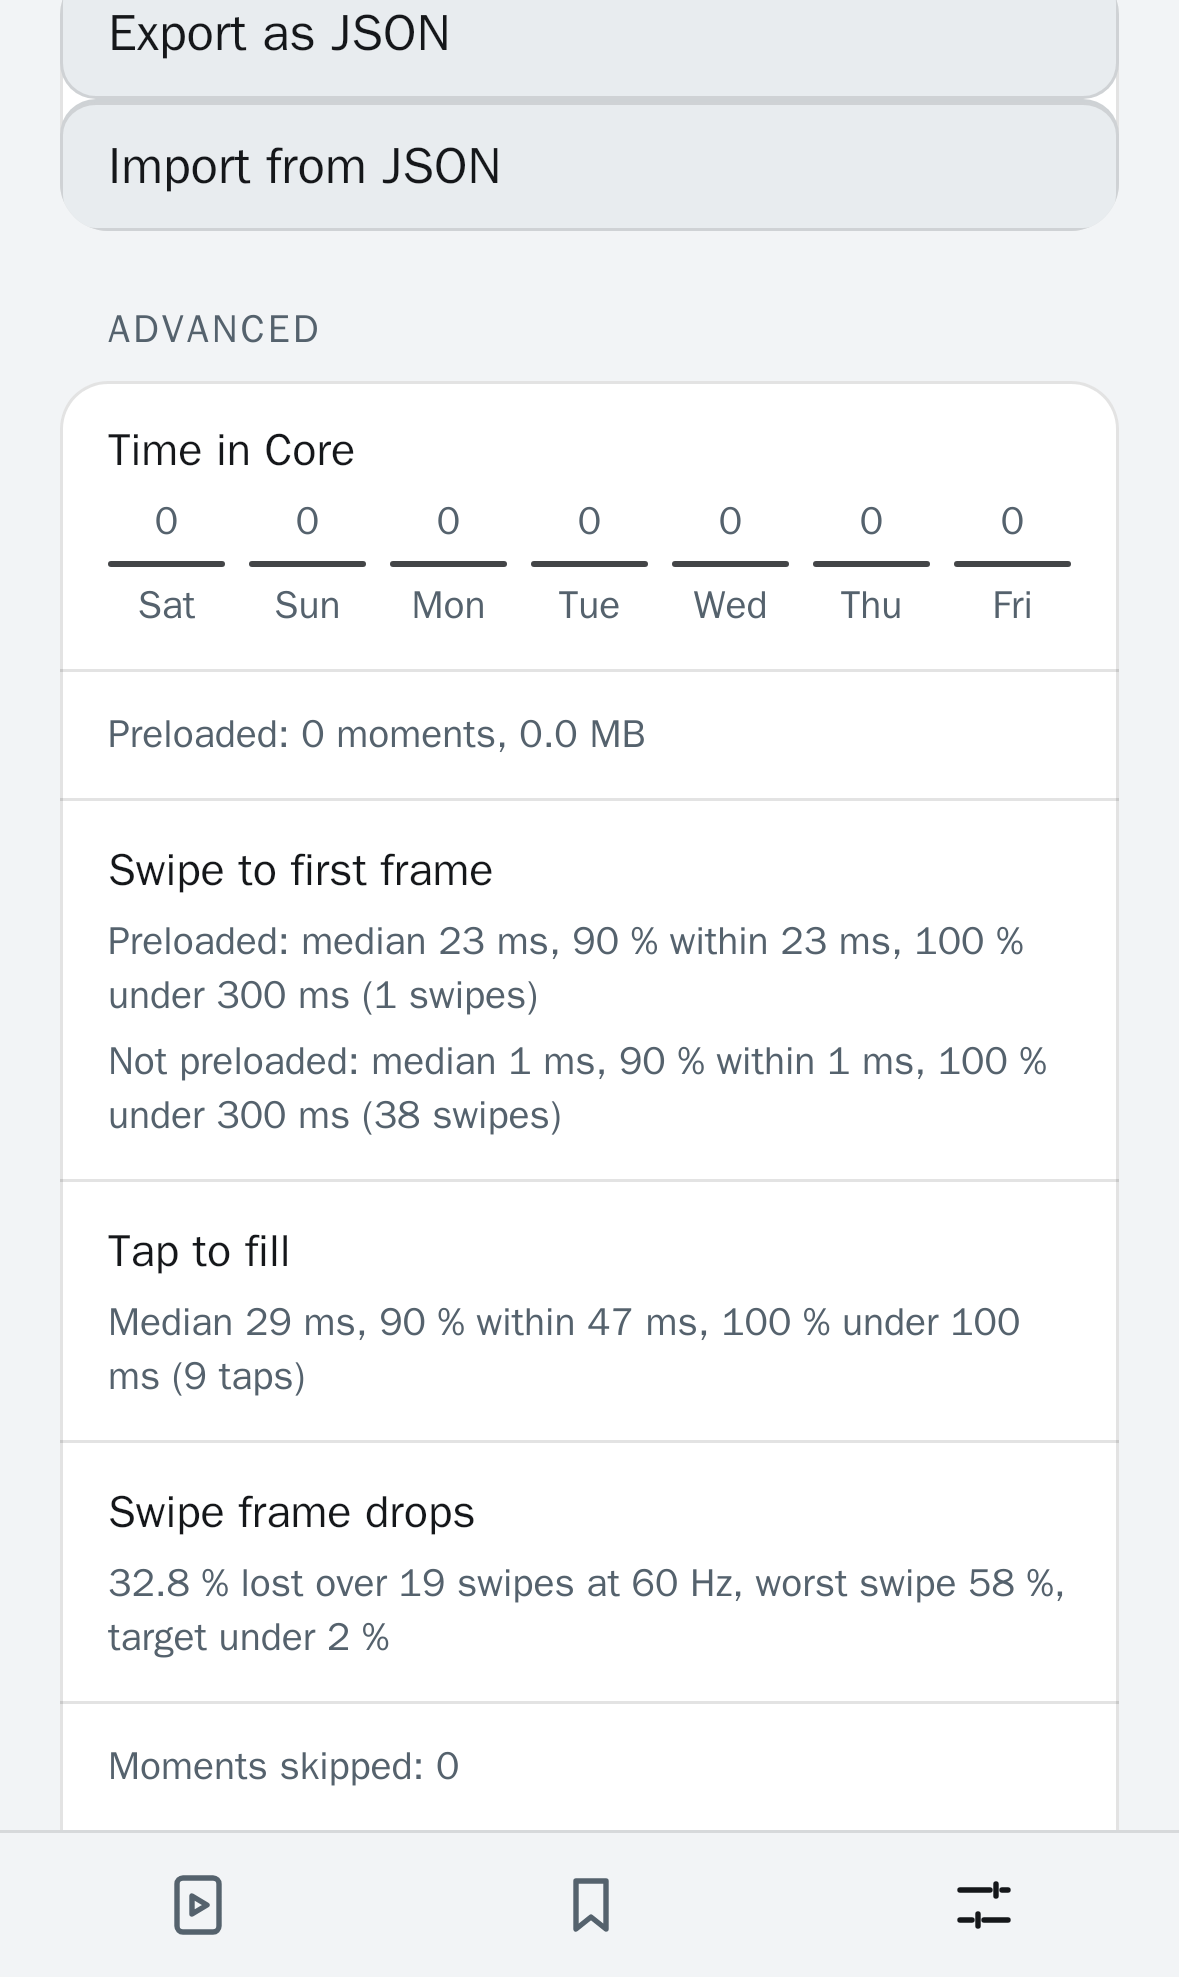 Export as JSON
Import from JSON
ADVANCED
Time in Core
0 0 0 0 0 0 0
Sat Sun Mon Tue Wed Thu Fri
Preloaded: 0 moments, 0.0 MB
Swipe to first frame
Preloaded: median 23 ms, 90 % within 23 ms, 100 %
under 300 ms (1 swipes)
Not preloaded: median 1 ms, 90 % within 1 ms, 100 %
under 300 ms (38 swipes)
Tap to fill
Median 29 ms, 90 % within 47 ms, 100 % under 100
ms (9 taps)
Swipe frame drops
32.8 % lost over 19 swipes at 60 Hz, worst swipe 58 %,
target under 2 %
Moments skipped: 0